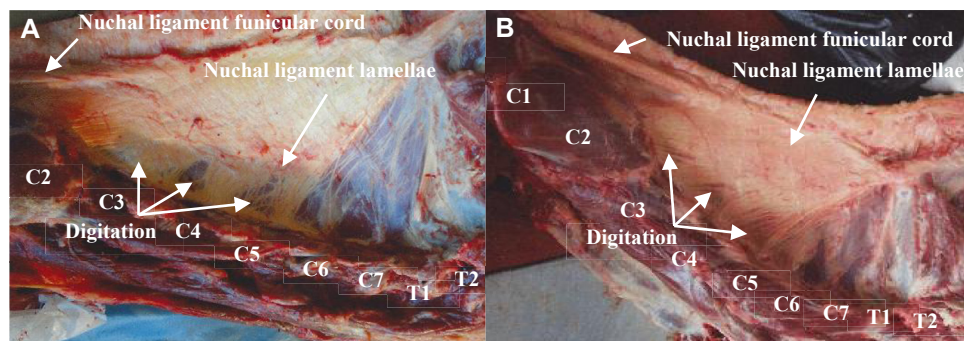 A
Nuchal ligament funicular cord
Nuchal ligament lamellae
C2
C3
Digitation
C4
C5
C6
C7
T1
T2
B
Nuchal ligament funicular cord
Nuchal ligament lamellae
C1
C2
C3
Digitation
C4
C5
C6
C7
T1
T2